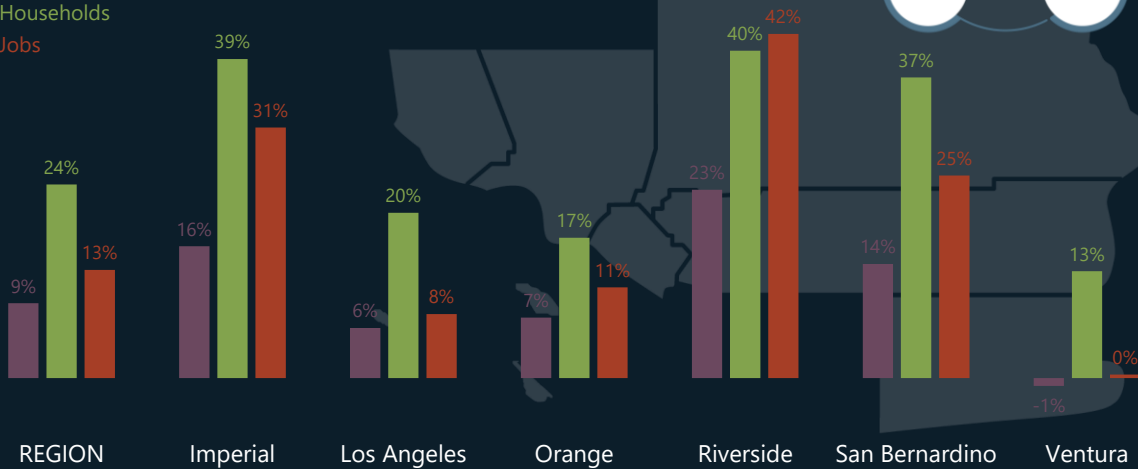 Households
Jobs
9%
24%
13%
16%
39%
31%
6%
20%
8%
7%
17%
11%
23%
40%
42%
14%
37%
25%
-1%
13%
0%
REGION
Imperial
Los Angeles
Orange
Riverside
San Bernardino
Ventura